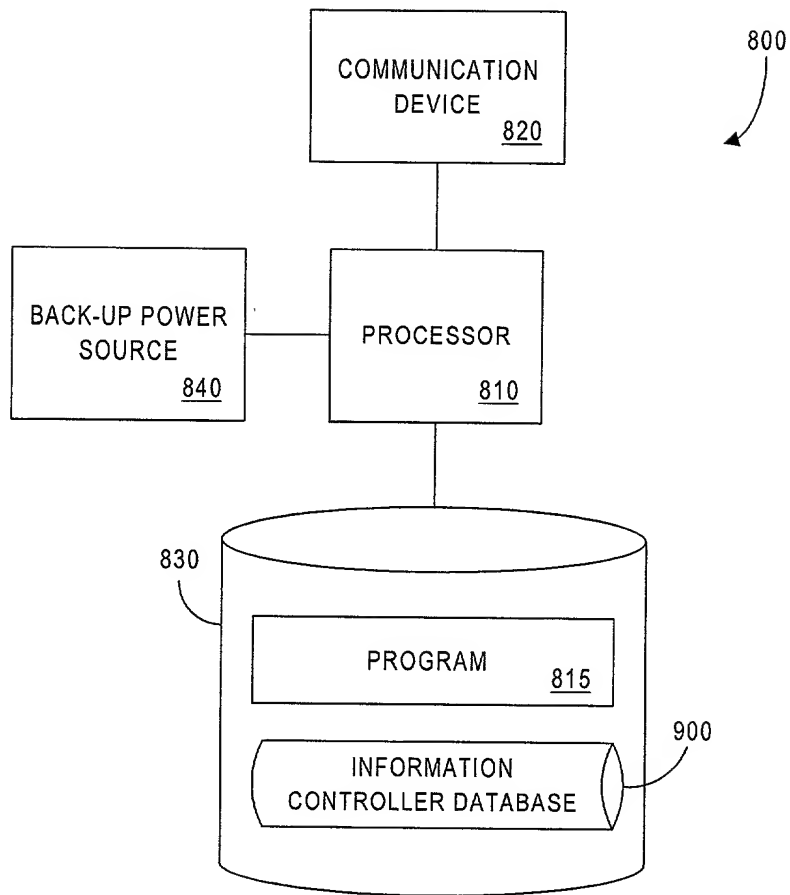 COMMUNICATION
DEVICE
820
800
BACK-UP POWER
SOURCE
840
PROCESSOR
810
830
PROGRAM
815
INFORMATION
CONTROLLER DATABASE
900